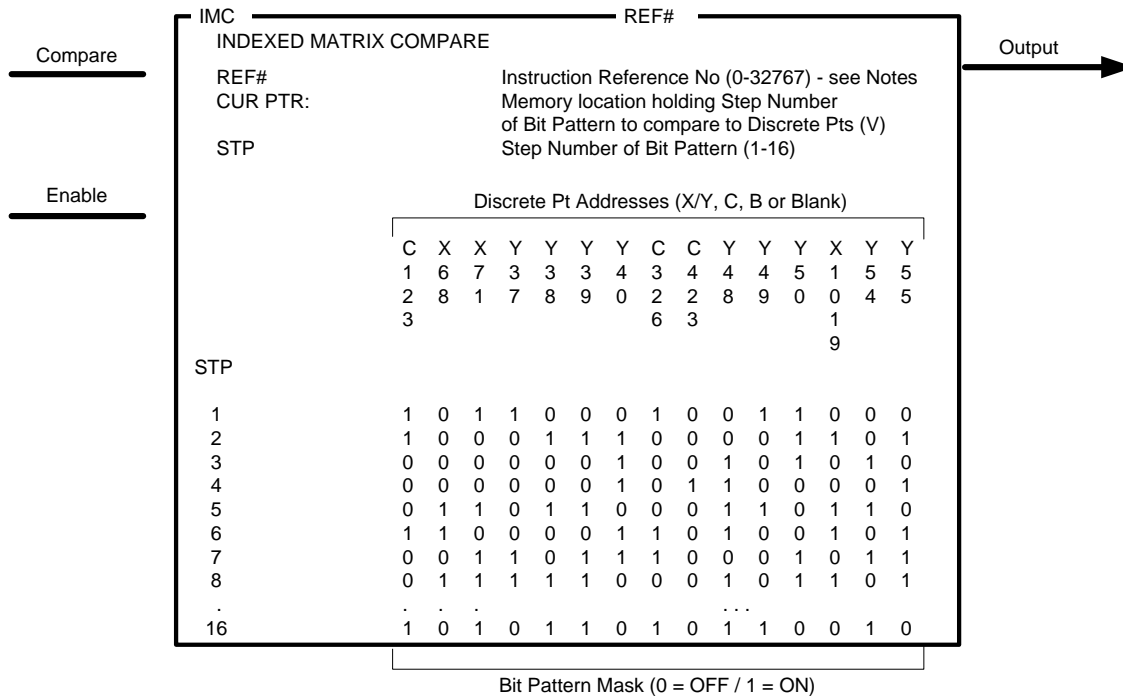 IMC REF#
INDEXED MATRIX COMPARE
Compare
Output
REF# Instruction Reference No (0-32767) - see Notes
CUR PTR: Memory location holding Step Number
of Bit Pattern to compare to Discrete Pts (V)
STP Step Number of Bit Pattern (1-16)
Enable
Discrete Pt Addresses (X/Y, C, B or Blank)
C X X Y Y Y Y C C Y Y Y X Y Y
1 6 7 3 3 3 4 3 4 4 4 5 1 5 5
2 8 1 7 8 9 0 2 2 8 9 0 0 4 5
3 6 3 1
9
STP
1 1 0 1 1 0 0 0 1 0 0 1 1 0 0 0
2 1 0 0 0 1 1 1 0 0 0 0 1 1 0 1
3 0 0 0 0 0 0 1 0 0 1 0 1 0 1 0
4 0 0 0 0 0 0 1 0 1 1 0 0 0 0 1
5 0 1 1 0 1 1 0 0 0 1 1 0 1 1 0
6 1 1 0 0 0 0 1 1 0 1 0 0 1 0 1
7 0 0 1 1 0 1 1 1 0 0 0 1 0 1 1
8 0 1 1 1 1 1 0 0 0 1 0 1 1 0 1
. . . . . . .
16 1 0 1 0 1 1 0 1 0 1 1 0 0 1 0
Bit Pattern Mask (0 = OFF / 1 = ON)